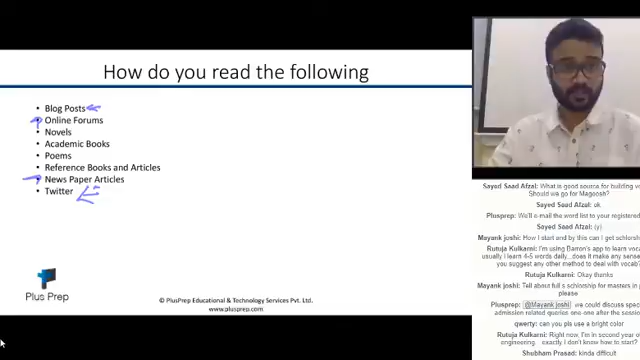 How do you read the following
• Blog Posts
• Online Forums
• Novels
• Academic Books
• Poems
• Reference Books and Articles
• News Paper Articles
• Twitter
Plus Prep
© PlusPrep Educational & Technology Services Pvt. Ltd.
www.plusprep.com
Sayed Saad Afzal: What is good source for building vo
Should we go for Magoosh?
Sayed Saad Afzal: ok
Plusprep: We'll e-mail the word list to your registered
Sayed Saad Afzal: (y)
Mayank joshi: How I start and by this can I get schlorsh
Rutuja Kulkarni: I'm using Barron's app to learn voca
usually I learn 4-5 words daily..does it make any sens
you suggest any other method to deal with vocab?
Rutuja Kulkarni: Okay thanks
Mayank joshi: Tell about full s schlorship for masters in
please
Plusprep: @Mayank joshi we could discuss spec
admission related queries one-one after the sessio
qwerty: can you pls use a bright color
Rutuja Kulkarni: Right now, I'm in second year of
engineering. exactly I don't know how to start?
Shubham Prasad: kinda difficult